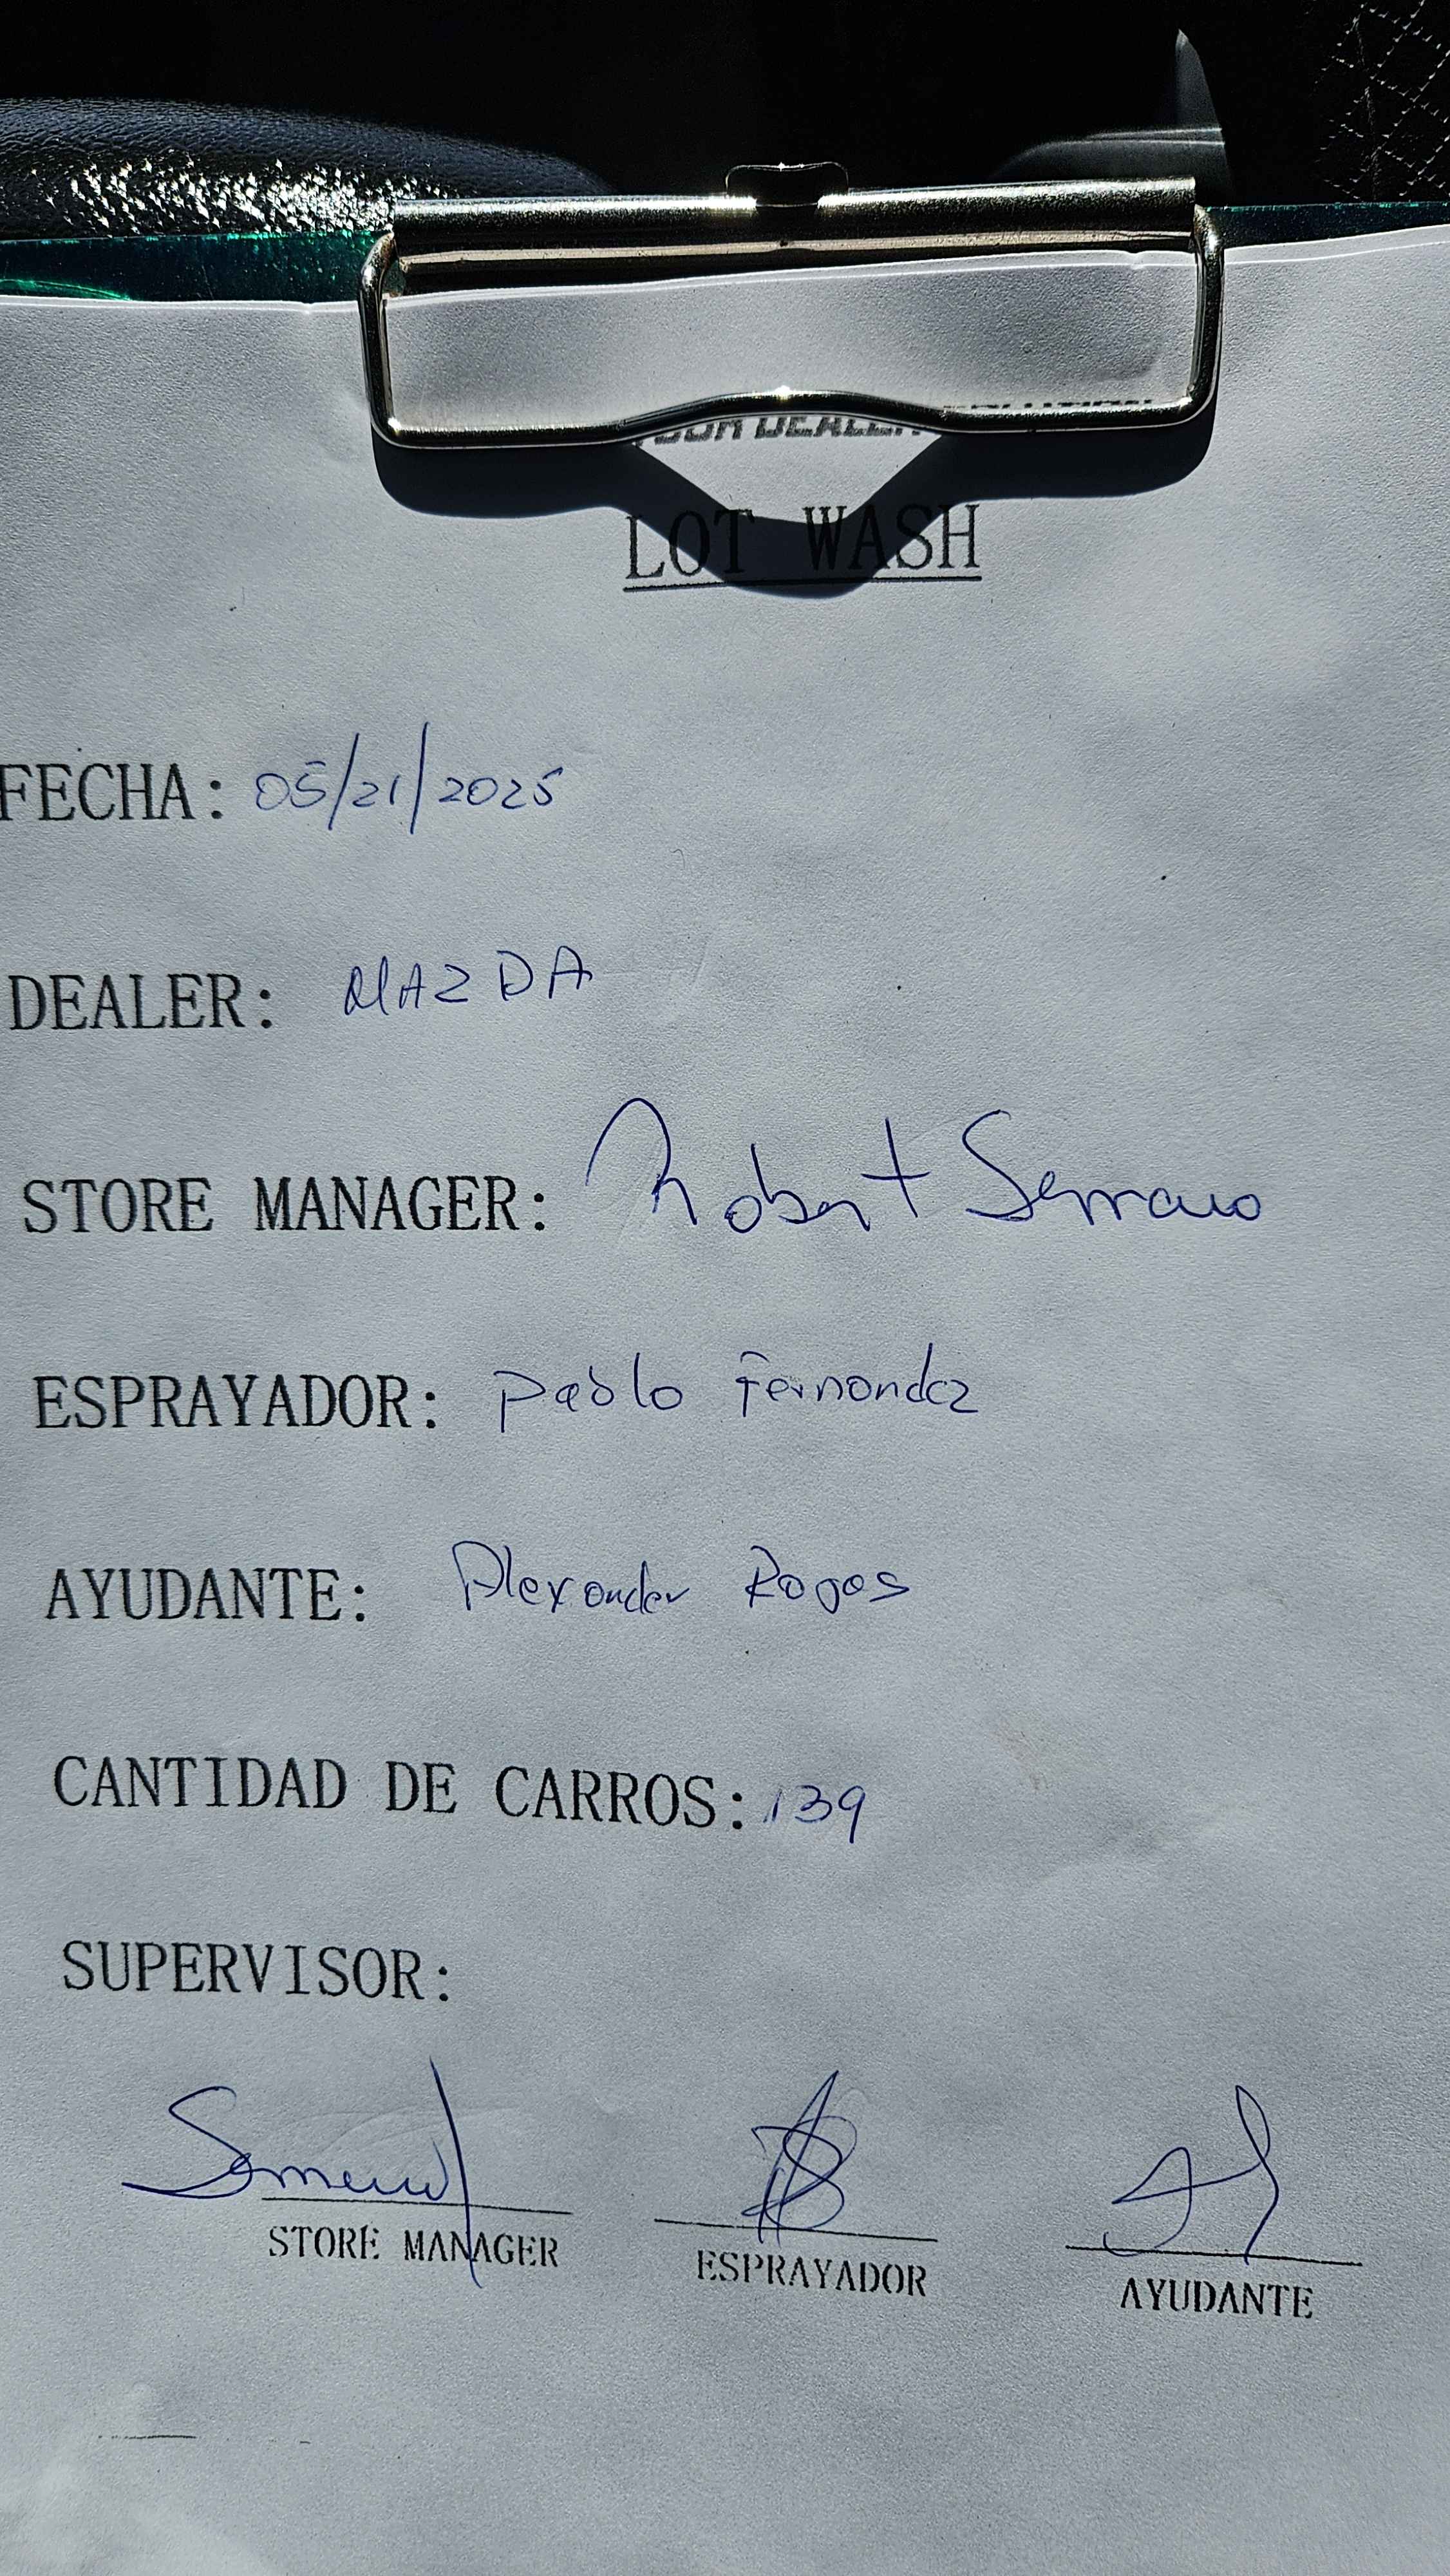 LOT WASH
FECHA: 05/21/2025
DEALER: MAZDA
STORE MANAGER: Robert Serrano
ESPRAYADOR: Pablo Fernandez
AYUDANTE: Alexander Rogas
CANTIDAD DE CARROS: 139
SUPERVISOR:
STORE MANAGER ESPRAYADOR AYUDANTE